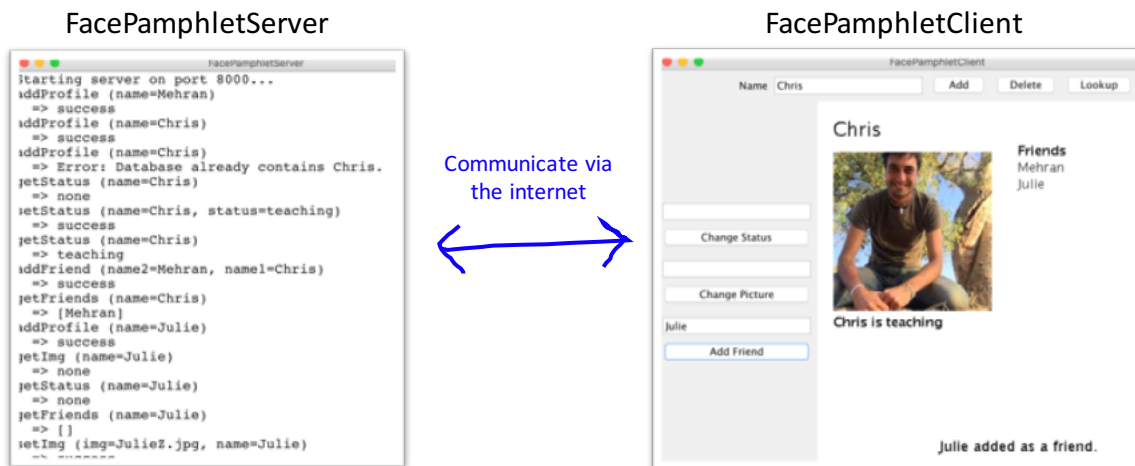 FacePamphletServer
FacePamphletServer
Starting server on port 8000...
addProfile (name=Mehran)
=> success
addProfile (name=Chris)
=> success
addProfile (name=Chris)
=> Error: Database already contains Chris.
getStatus (name=Chris)
=> none
setStatus (name=Chris, status=teaching)
=> success
getStatus (name=Chris)
=> teaching
addFriend (name2=Mehran, name1=Chris)
=> success
getFriends (name=Chris)
=> [Mehran]
addProfile (name=Julie)
=> success
getImg (name=Julie)
=> none
getStatus (name=Julie)
=> none
getFriends (name=Julie)
=> []
setImg (img=JulieZ.jpg, name=Julie)
=> success
Communicate via
the internet
FacePamphletClient
FacePamphletClient
Name Chris Add Delete Lookup
Change Status
Change Picture
Julie
Add Friend
Chris
Friends
Mehran
Julie
Chris is teaching
Julie added as a friend.